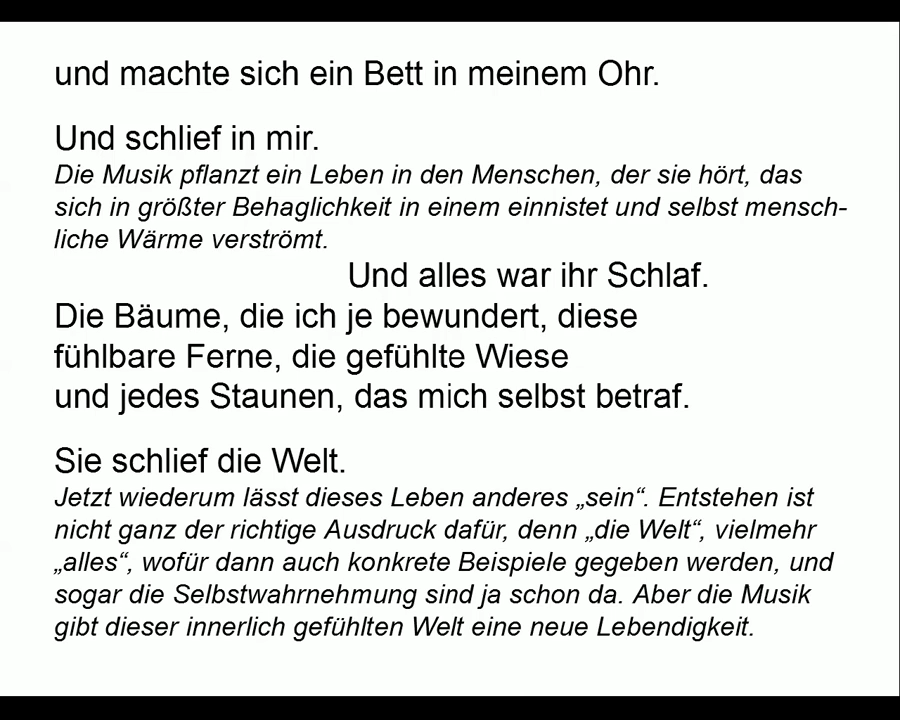 und machte sich ein Bett in meinem Ohr.
Und schlief in mir.
Die Musik pflanzt ein Leben in den Menschen, der sie hört, das
sich in größter Behaglichkeit in einem einnistet und selbst mensch-
liche Wärme verströmt.
Und alles war ihr Schlaf.
Die Bäume, die ich je bewundert, diese
fühlbare Ferne, die gefühlte Wiese
und jedes Staunen, das mich selbst betraf.
Sie schlief die Welt.
Jetzt wiederum lässt dieses Leben anderes „sein“. Entstehen ist
nicht ganz der richtige Ausdruck dafür, denn „die Welt“, vielmehr
„alles“, wofür dann auch konkrete Beispiele gegeben werden, und
sogar die Selbstwahrnehmung sind ja schon da. Aber die Musik
gibt dieser innerlich gefühlten Welt eine neue Lebendigkeit.